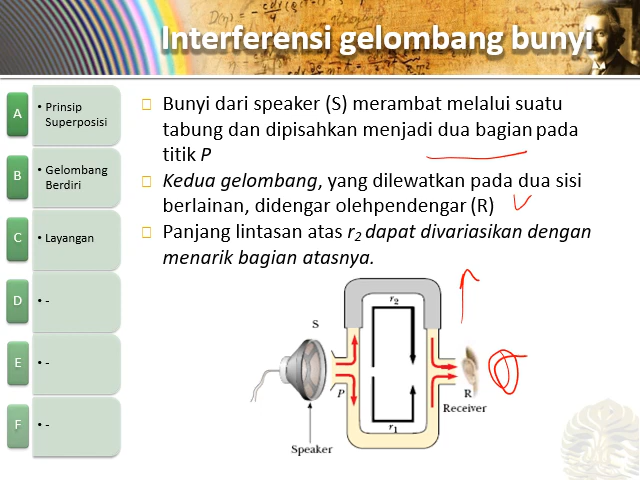 Interferensi gelombang bunyi
A
• Prinsip
Superposisi
B
• Gelombang
Berdiri
C
• Layangan
D
• -
E
• -
F
• -
Bunyi dari speaker (S) merambat melalui suatu
tabung dan dipisahkan menjadi dua bagian pada
titik P
Kedua gelombang, yang dilewatkan pada dua sisi
berlainan, didengar olehpendengar (R)
Panjang lintasan atas r2 dapat divariasikan dengan
menarik bagian atasnya.
r2
S
P
R
Receiver
r1
Speaker